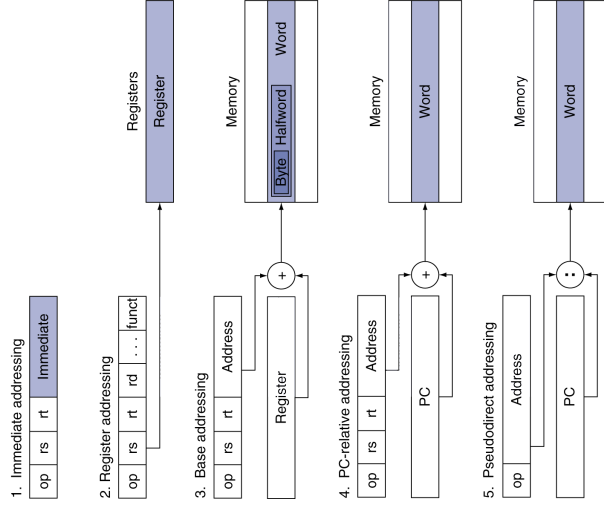 1. Immediate addressing
op rs rt Immediate
2. Register addressing
op rs rt rd . . . funct
Registers
Register
3. Base addressing
op rs rt Address
Memory
Register
+
Byte Halfword Word
4. PC-relative addressing
op rs rt Address
Memory
PC
+
Word
5. Pseudodirect addressing
op Address
Memory
PC
:
Word